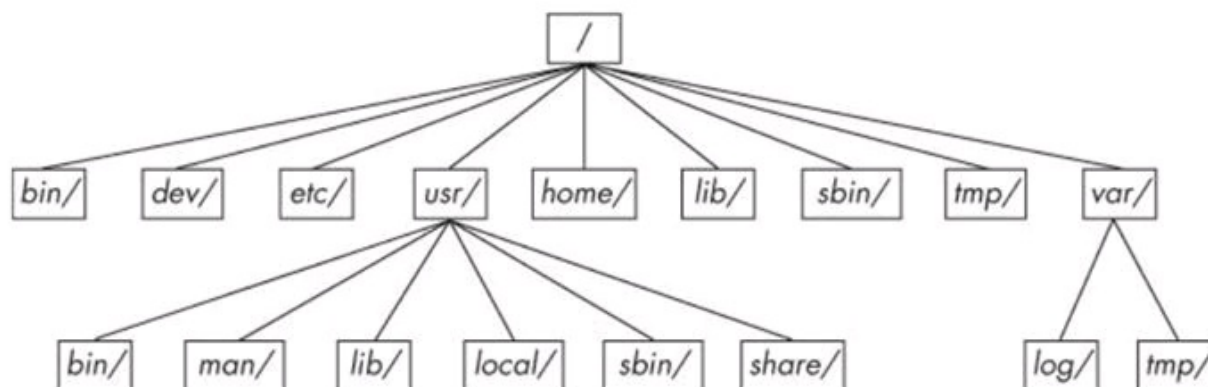 /
bin/ dev/ etc/ usr/ home/ lib/ sbin/ tmp/ var/
bin/ man/ lib/ local/ sbin/ share/ log/ tmp/